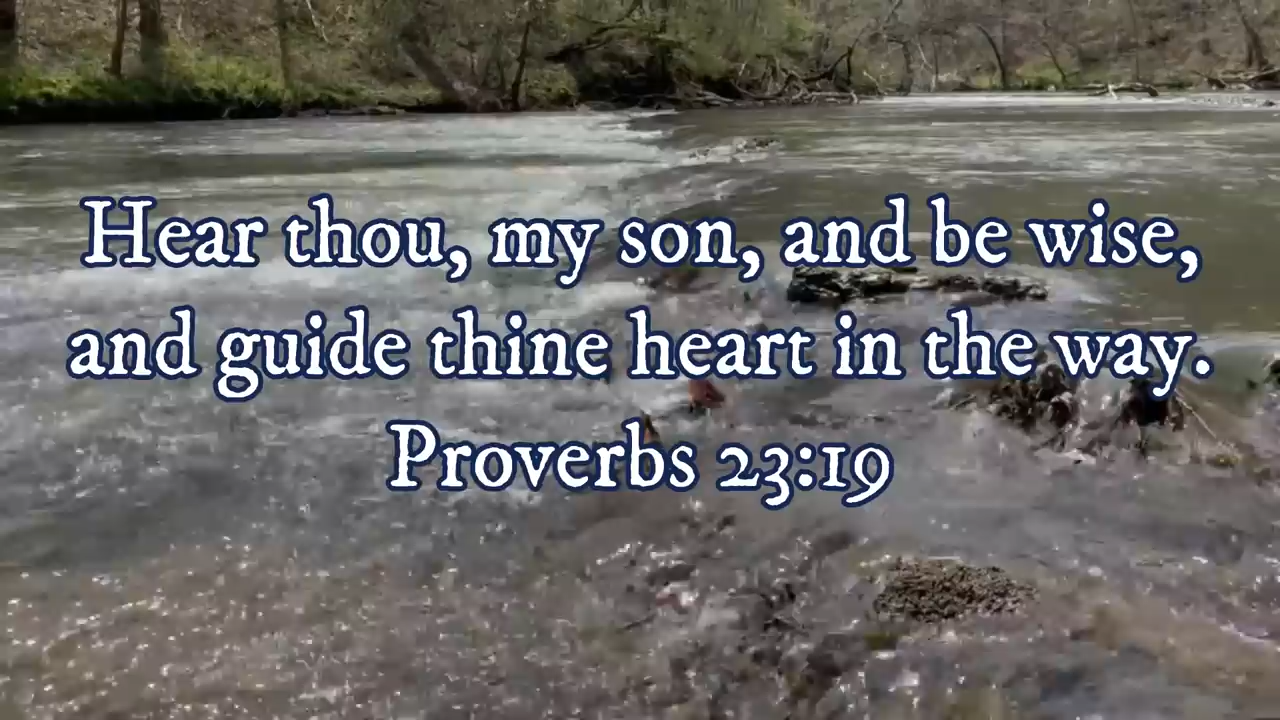 Hear thou, my son, and be wise,
and guide thine heart in the way.
Proverbs 23:19